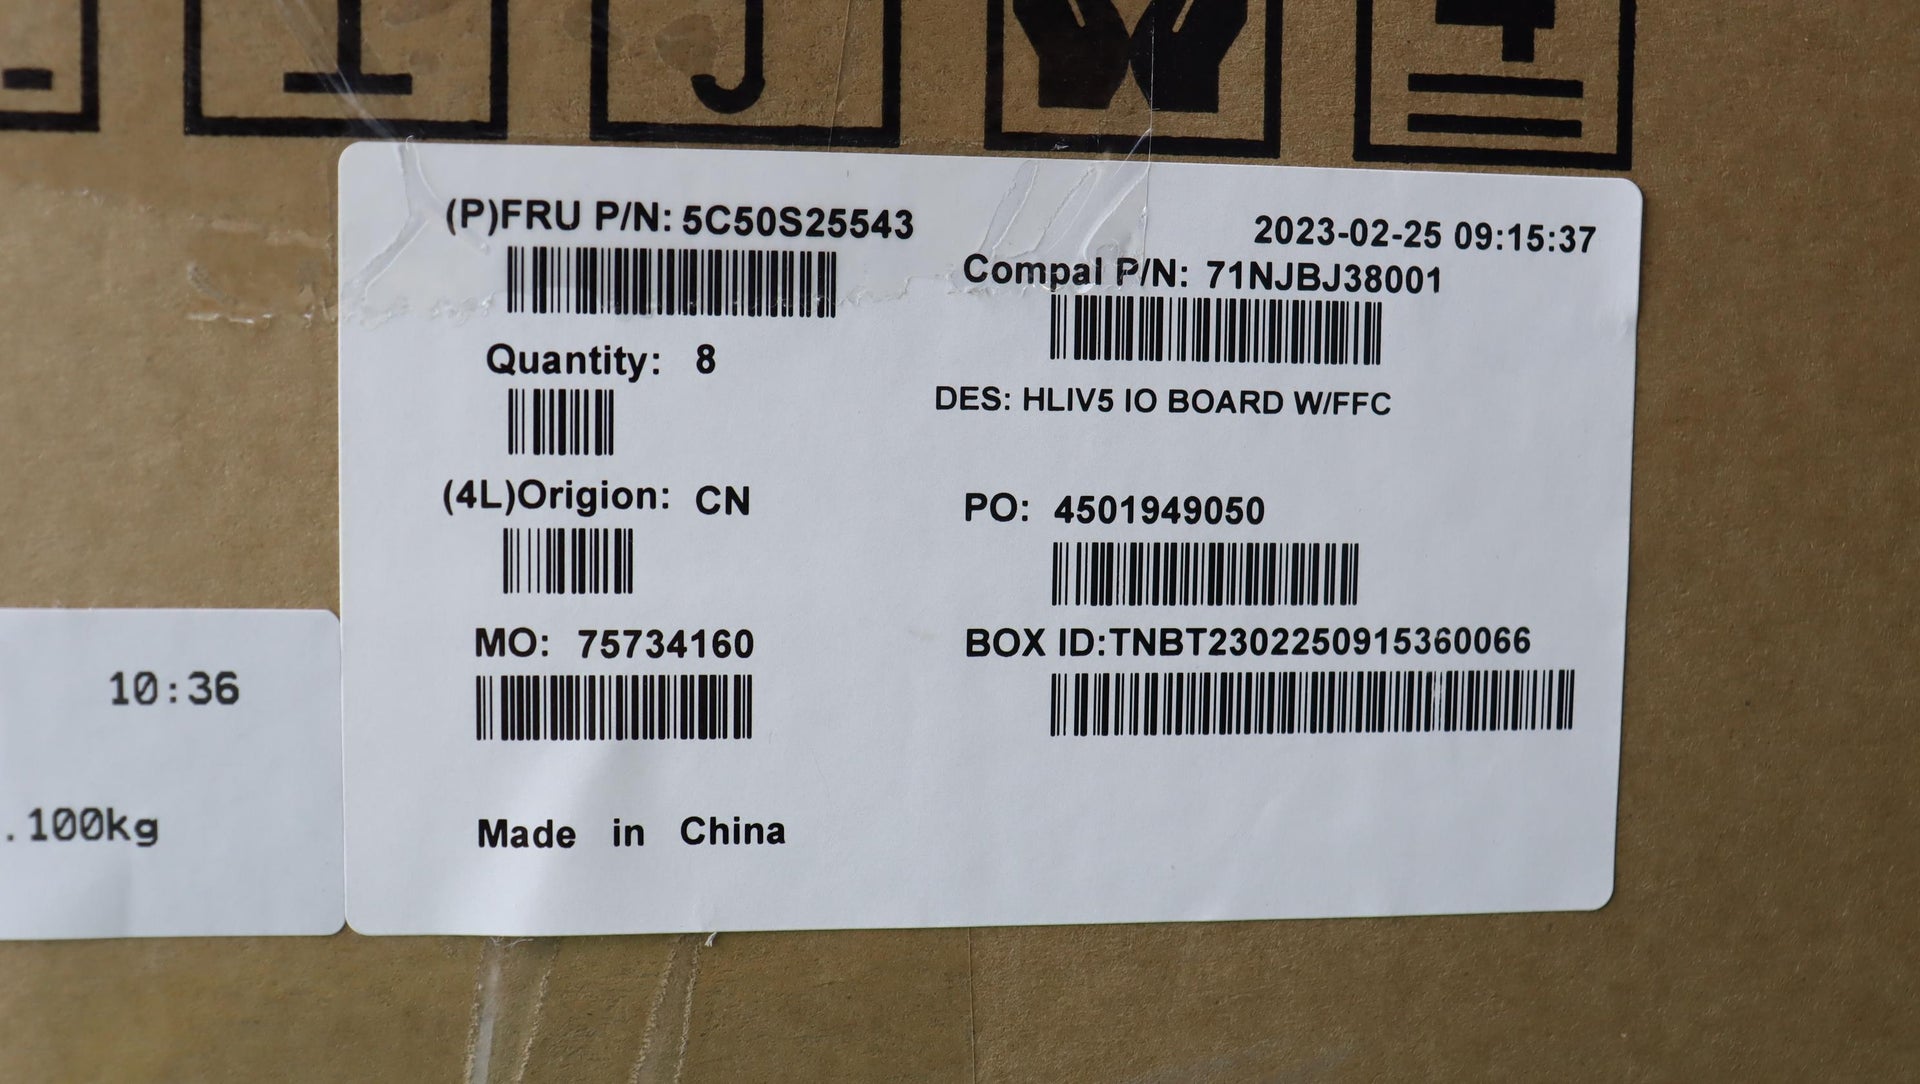 (P)FRU P/N: 5C50S25543
2023-02-25 09:15:37
Compal P/N: 71NJBJ38001
Quantity: 8
DES: HLIV5 IO BOARD W/FFC
(4L)Origion: CN
PO: 4501949050
MO: 75734160
BOX ID:TNBT2302250915360066
Made in China
10:36
.100kg